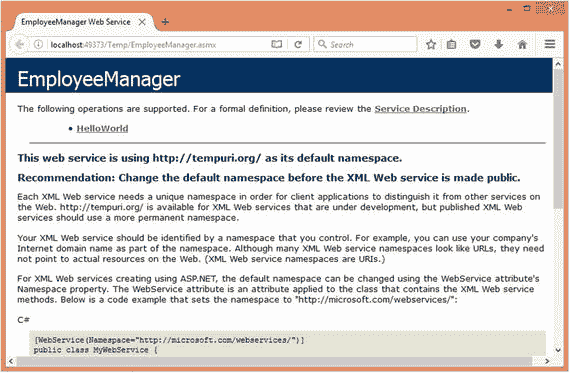 EmployeeManager Web Service
localhost:49373/Temp/EmployeeManager.asmx
Search
EmployeeManager
The following operations are supported. For a formal definition, please review the Service Description.
• HelloWorld
This web service is using http://tempuri.org/ as its default namespace.
Recommendation: Change the default namespace before the XML Web service is made public.
Each XML Web service needs a unique namespace in order for client applications to distinguish it from other services on
the Web. http://tempuri.org/ is available for XML Web services that are under development, but published XML Web
services should use a more permanent namespace.
Your XML Web service should be identified by a namespace that you control. For example, you can use your company's
Internet domain name as part of the namespace. Although many XML Web service namespaces look like URLs, they need
not point to actual resources on the Web. (XML Web service namespaces are URIs.)
For XML Web services creating using ASP.NET, the default namespace can be changed using the WebService attribute's
Namespace property. The WebService attribute is an attribute applied to the class that contains the XML Web service
methods. Below is a code example that sets the namespace to "http://microsoft.com/webservices/":
C#
[WebService(Namespace="http://microsoft.com/webservices/")]
public class MyWebService {